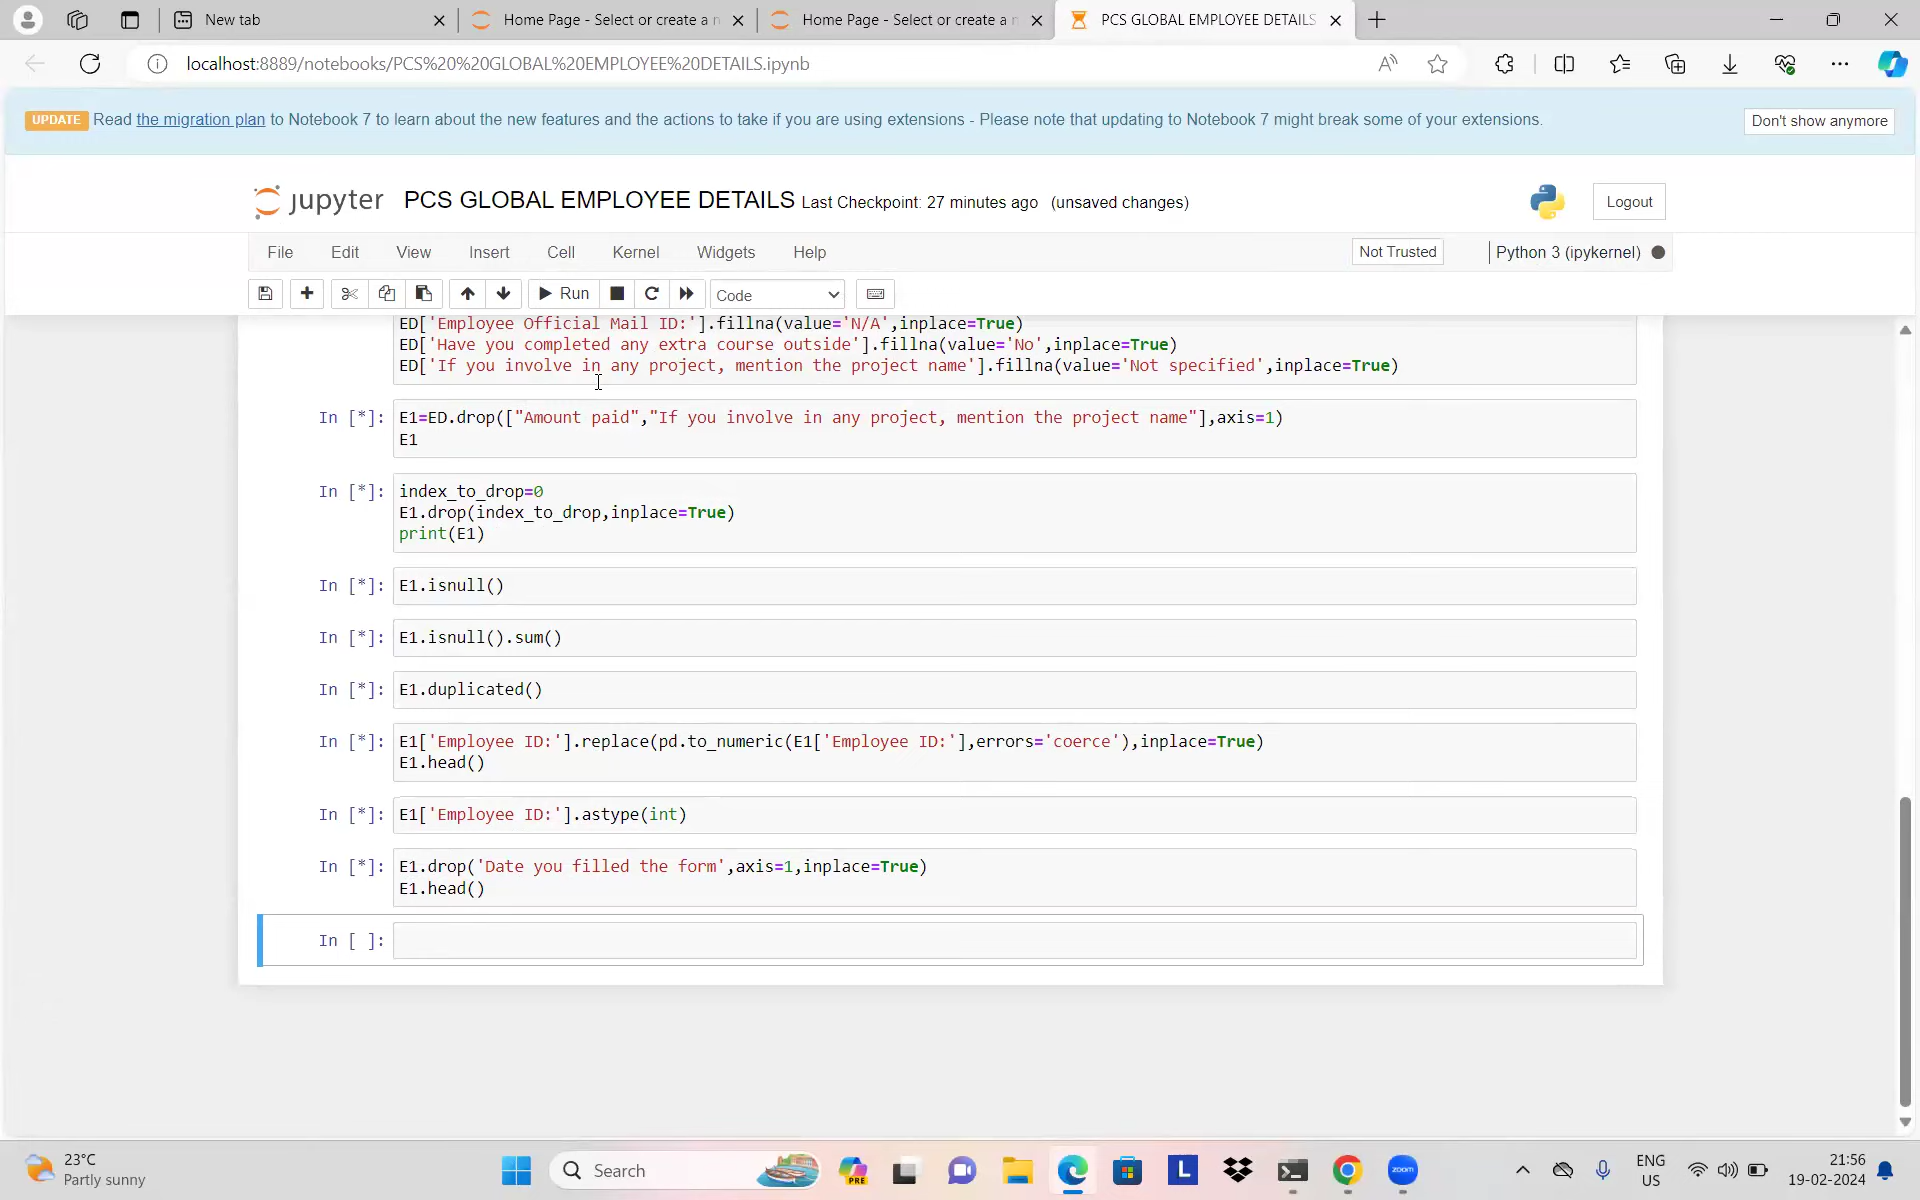 New tab
Home Page - Select or create a n
Home Page - Select or create a n
PCS GLOBAL EMPLOYEE DETAILS
localhost:8889/notebooks/PCS%20%20GLOBAL%20EMPLOYEE%20DETAILS.ipynb
UPDATE Read the migration plan to Notebook 7 to learn about the new features and the actions to take if you are using extensions - Please note that updating to Notebook 7 might break some of your extensions.
Don't show anymore
jupyter PCS GLOBAL EMPLOYEE DETAILS Last Checkpoint: 27 minutes ago (unsaved changes)
Logout
File Edit View Insert Cell Kernel Widgets Help
Not Trusted
Python 3 (ipykernel)
Run
Code
ED['Employee Official Mail ID:'].fillna(value='N/A',inplace=True)
ED['Have you completed any extra course outside'].fillna(value='No',inplace=True)
ED['If you involve in any project, mention the project name'].fillna(value='Not specified',inplace=True)
In [*]: E1=ED.drop(["Amount paid","If you involve in any project, mention the project name"],axis=1)
E1
In [*]: index_to_drop=0
E1.drop(index_to_drop,inplace=True)
print(E1)
In [*]: E1.isnull()
In [*]: E1.isnull().sum()
In [*]: E1.duplicated()
In [*]: E1['Employee ID:'].replace(pd.to_numeric(E1['Employee ID:'],errors='coerce'),inplace=True)
E1.head()
In [*]: E1['Employee ID:'].astype(int)
In [*]: E1.drop('Date you filled the form',axis=1,inplace=True)
E1.head()
In [ ]:
23°C
Partly sunny
Search
PRE
L
zoom
ENG
US
21:56
19-02-2024